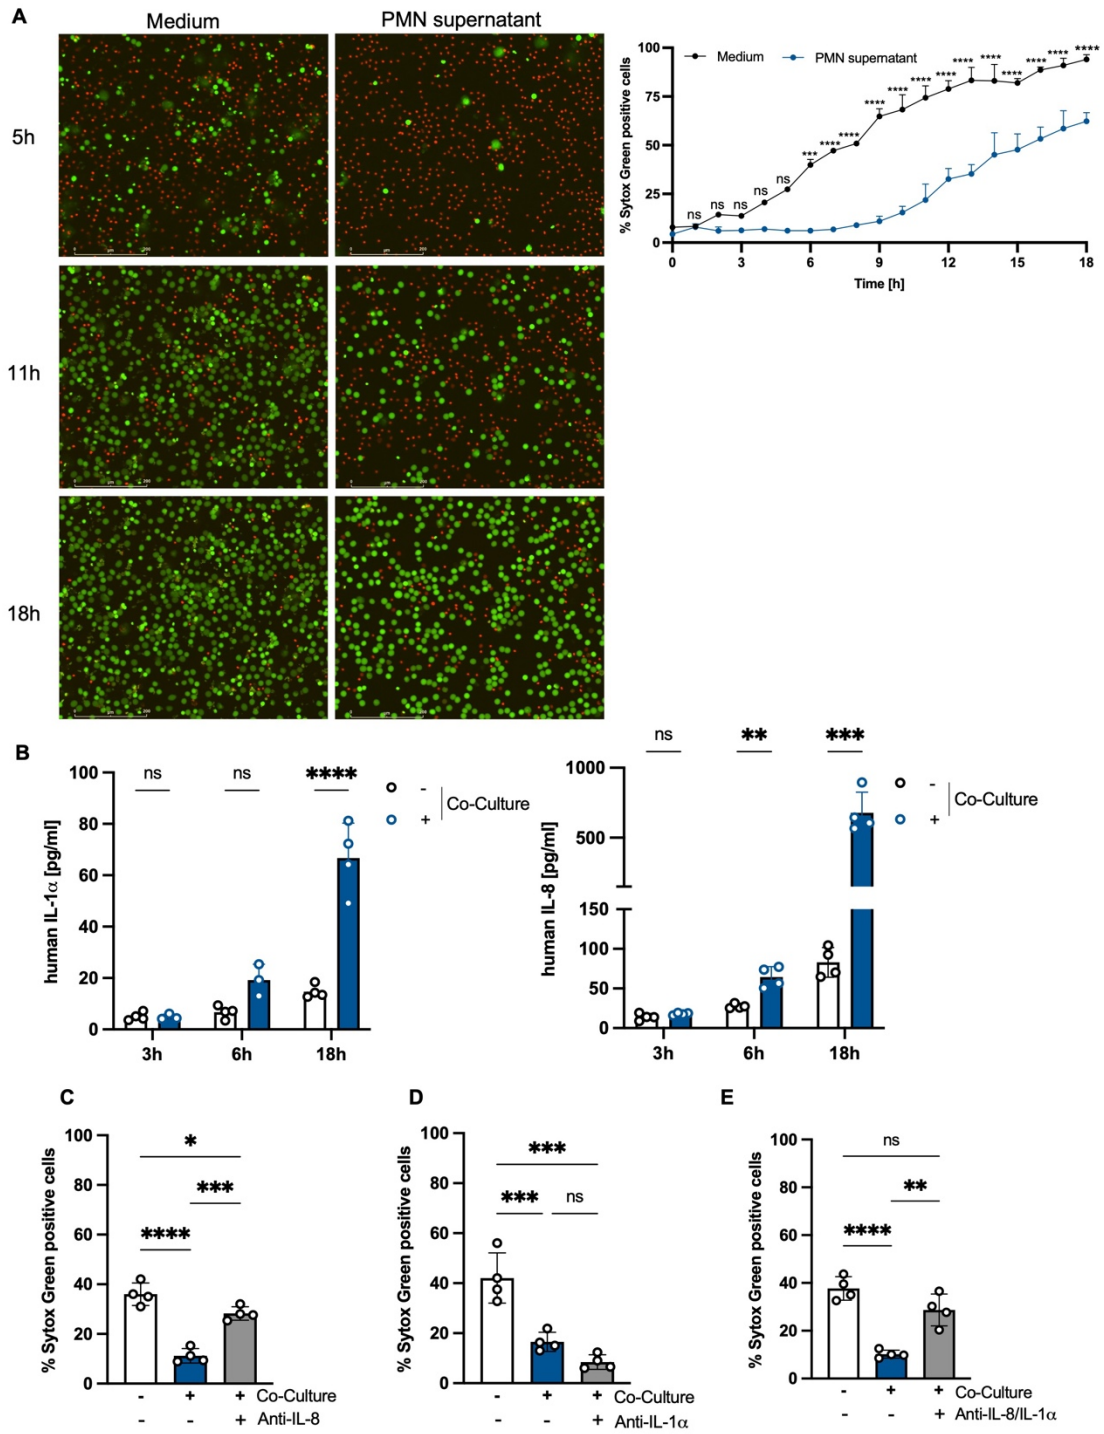 A
Medium
PMN supernatant
5h
11h
18h
Medium
PMN supernatant
% Sytox Green positive cells
100
75
50
25
0
ns
ns
ns
ns
ns
***
****
****
****
****
****
****
****
****
****
****
****
****
0
3
6
9
12
15
18
Time [h]
B
human IL-1α [pg/ml]
100
80
60
40
20
0
ns
ns
****
-
+
Co-Culture
3h
6h
18h
human IL-8 [pg/ml]
1000
500
150
100
50
0
ns
**
***
-
+
Co-Culture
3h
6h
18h
C
% Sytox Green positive cells
100
80
60
40
20
0
*
***
****
- + + Co-Culture
- - + Anti-IL-8
D
% Sytox Green positive cells
100
80
60
40
20
0
***
***
ns
- + + Co-Culture
- - + Anti-IL-1α
E
% Sytox Green positive cells
100
80
60
40
20
0
ns
**
****
- + + Co-Culture
- - + Anti-IL-8/IL-1α